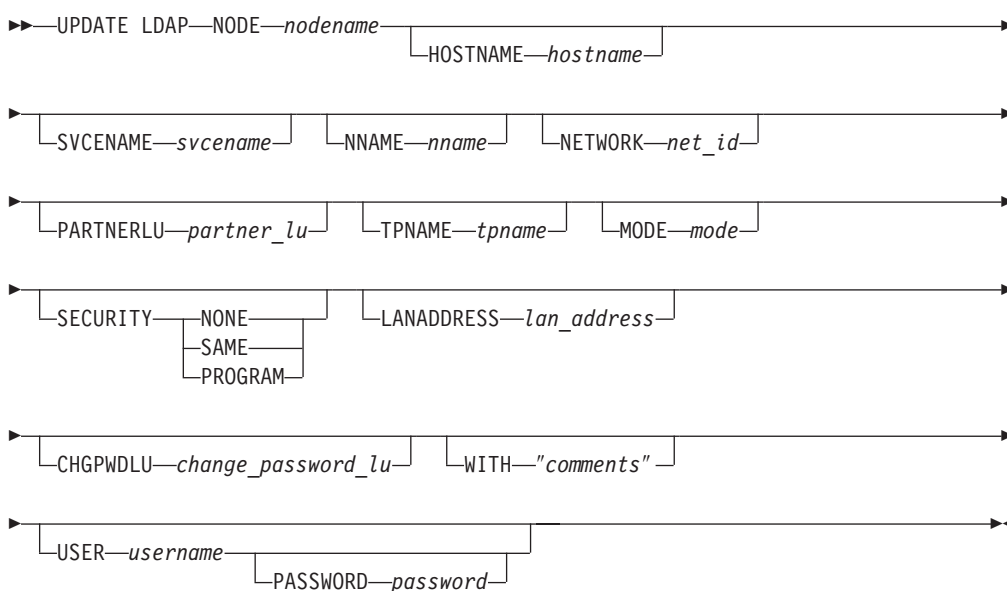 UPDATE LDAP NODE nodename
HOSTNAME hostname
SVCENAME svcename NNAME nname NETWORK net_id
PARTNERLU partner_lu TPNAME tpname MODE mode
SECURITY NONE LANADDRESS lan_address
SAME
PROGRAM
CHGPWDLU change_password_lu WITH "comments"
USER username
PASSWORD password